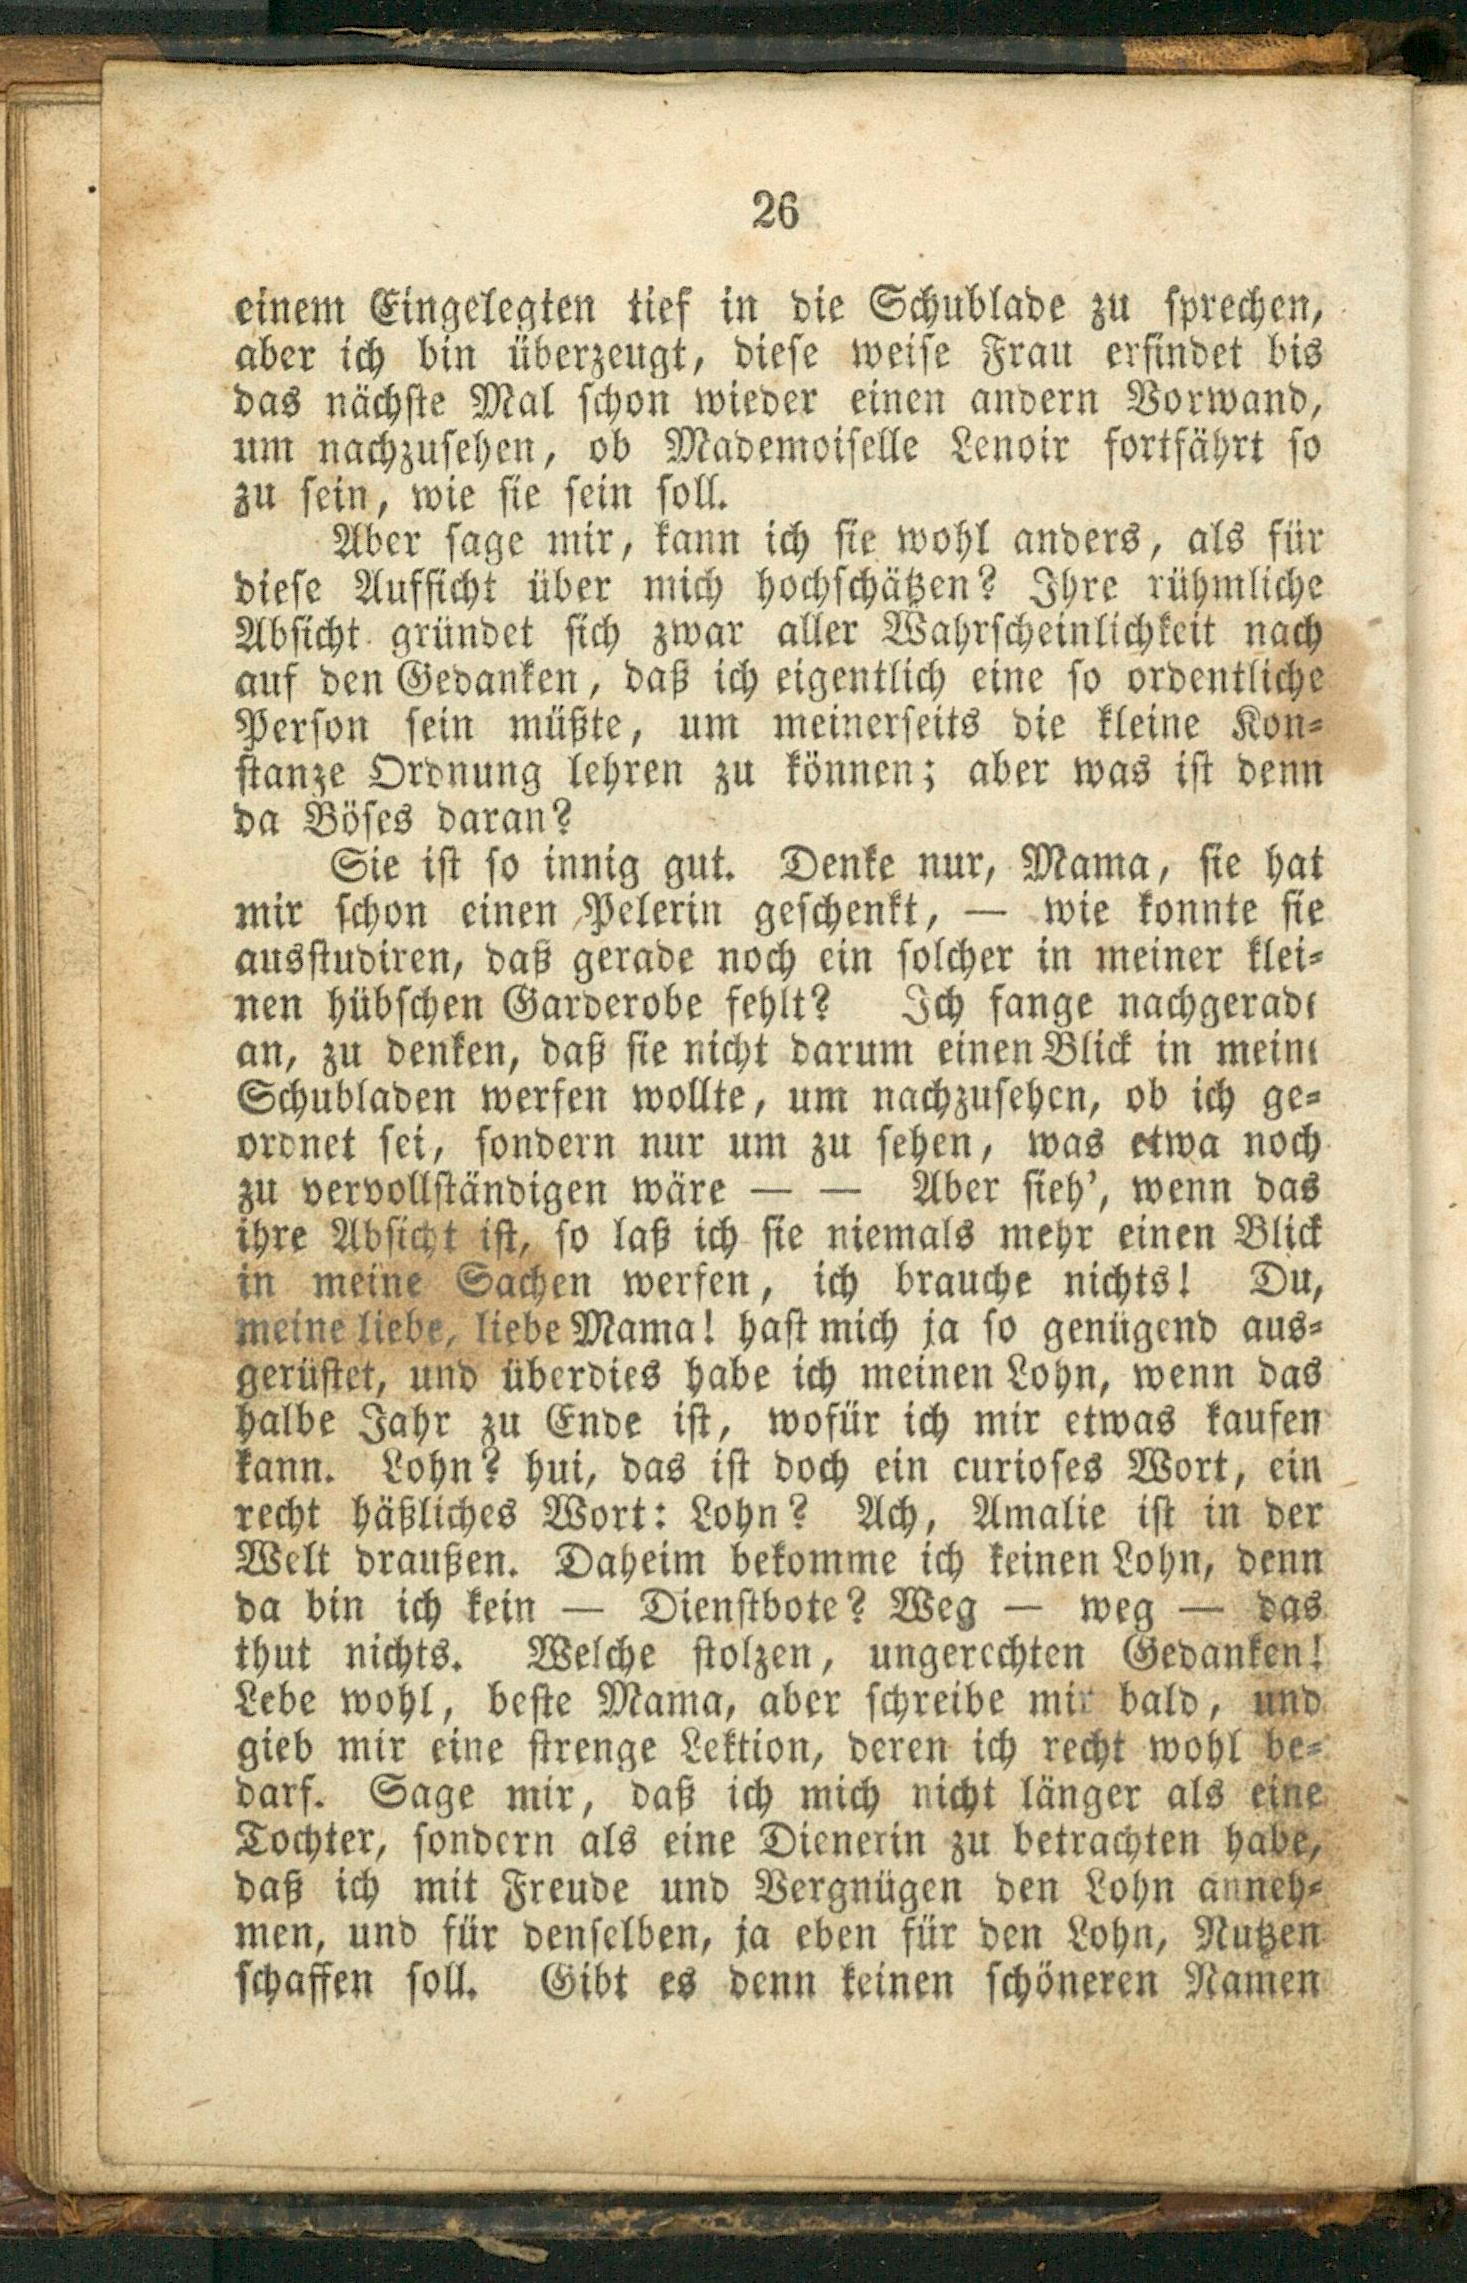 26
einem Eingelegten tief in die Schublade zu sprechen,
aber ich bin überzeugt, diese weise Frau erfindet bis
das nächste Mal schon wieder einen andern Vorwand,
um nachzusehen, ob Mademoiselle Lenoir fortfährt so
zu sein, wie sie sein soll.
Aber sage mir, kann ich sie wohl anders, als für
diese Aufsicht über mich hochschätzen? Ihre rühmliche
Absicht gründet sich zwar aller Wahrscheinlichkeit nach
auf den Gedanken, daß ich eigentlich eine so ordentliche
Person sein müßte, um meinerseits die kleine Kon-
stanze Ordnung lehren zu können; aber was ist denn
da Böses daran?
Sie ist so innig gut. Denke nur, Mama, sie hat
mir schon einen Pelerin geschenkt, — wie konnte sie
ausstudiren, daß gerade noch ein solcher in meiner klei-
nen hübschen Garderobe fehlt? Ich fange nachgerade
an, zu denken, daß sie nicht darum einen Blick in meine
Schubladen werfen wollte, um nachzusehen, ob ich ge-
ordnet sei, sondern nur um zu sehen, was etwa noch
zu vervollständigen wäre — — Aber sieh', wenn das
ihre Absicht ist, so laß ich sie niemals mehr einen Blick
in meine Sachen werfen, ich brauche nichts! Du,
meine liebe, liebe Mama! hast mich ja so genügend aus-
gerüstet, und überdies habe ich meinen Lohn, wenn das
halbe Jahr zu Ende ist, wofür ich mir etwas kaufen
kann. Lohn? hui, das ist doch ein curioses Wort, ein
recht häßliches Wort: Lohn? Ach, Amalie ist in der
Welt draußen. Daheim bekomme ich keinen Lohn, denn
da bin ich kein — Dienstbote? Weg — weg — das
thut nichts. Welche stolzen, ungerechten Gedanken!
Lebe wohl, beste Mama, aber schreibe mir bald, und
gieb mir eine strenge Lektion, deren ich recht wohl be-
darf. Sage mir, daß ich mich nicht länger als eine
Tochter, sondern als eine Dienerin zu betrachten habe,
daß ich mit Freude und Vergnügen den Lohn anneh-
men, und für denselben, ja eben für den Lohn, Nutzen
schaffen soll. Gibt es denn keinen schöneren Namen